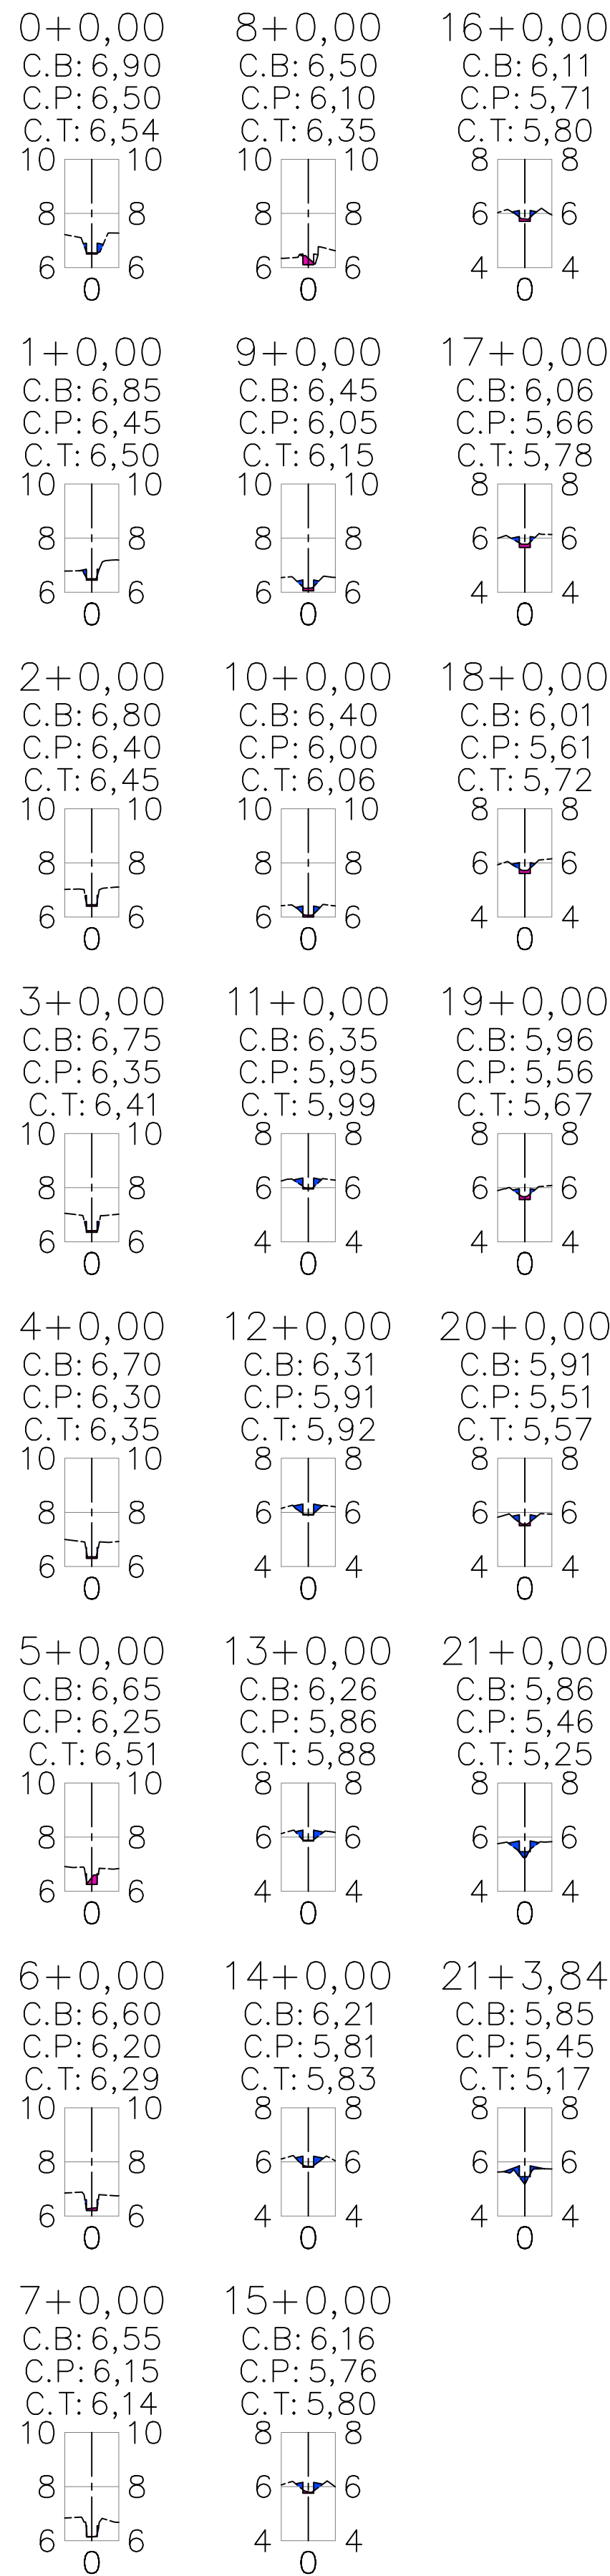 0+0,00
C.B: 6,90
C.P: 6,50
C.T: 6,54
10 10
8 8
6 6
0
1+0,00
C.B: 6,85
C.P: 6,45
C.T: 6,50
10 10
8 8
6 6
0
2+0,00
C.B: 6,80
C.P: 6,40
C.T: 6,45
10 10
8 8
6 6
0
3+0,00
C.B: 6,75
C.P: 6,35
C.T: 6,41
10 10
8 8
6 6
0
4+0,00
C.B: 6,70
C.P: 6,30
C.T: 6,35
10 10
8 8
6 6
0
5+0,00
C.B: 6,65
C.P: 6,25
C.T: 6,51
10 10
8 8
6 6
0
6+0,00
C.B: 6,60
C.P: 6,20
C.T: 6,29
10 10
8 8
6 6
0
7+0,00
C.B: 6,55
C.P: 6,15
C.T: 6,14
10 10
8 8
6 6
0
8+0,00
C.B: 6,50
C.P: 6,10
C.T: 6,35
10 10
8 8
6 6
0
9+0,00
C.B: 6,45
C.P: 6,05
C.T: 6,15
10 10
8 8
6 6
0
10+0,00
C.B: 6,40
C.P: 6,00
C.T: 6,06
10 10
8 8
6 6
0
11+0,00
C.B: 6,35
C.P: 5,95
C.T: 5,99
8 8
6 6
4 4
0
12+0,00
C.B: 6,31
C.P: 5,91
C.T: 5,92
8 8
6 6
4 4
0
13+0,00
C.B: 6,26
C.P: 5,86
C.T: 5,88
8 8
6 6
4 4
0
14+0,00
C.B: 6,21
C.P: 5,81
C.T: 5,83
8 8
6 6
4 4
0
15+0,00
C.B: 6,16
C.P: 5,76
C.T: 5,80
8 8
6 6
4 4
0
16+0,00
C.B: 6,11
C.P: 5,71
C.T: 5,80
8 8
6 6
4 4
0
17+0,00
C.B: 6,06
C.P: 5,66
C.T: 5,78
8 8
6 6
4 4
0
18+0,00
C.B: 6,01
C.P: 5,61
C.T: 5,72
8 8
6 6
4 4
0
19+0,00
C.B: 5,96
C.P: 5,56
C.T: 5,67
8 8
6 6
4 4
0
20+0,00
C.B: 5,91
C.P: 5,51
C.T: 5,57
8 8
6 6
4 4
0
21+0,00
C.B: 5,86
C.P: 5,46
C.T: 5,25
8 8
6 6
4 4
0
21+3,84
C.B: 5,85
C.P: 5,45
C.T: 5,17
8 8
6 6
4 4
0